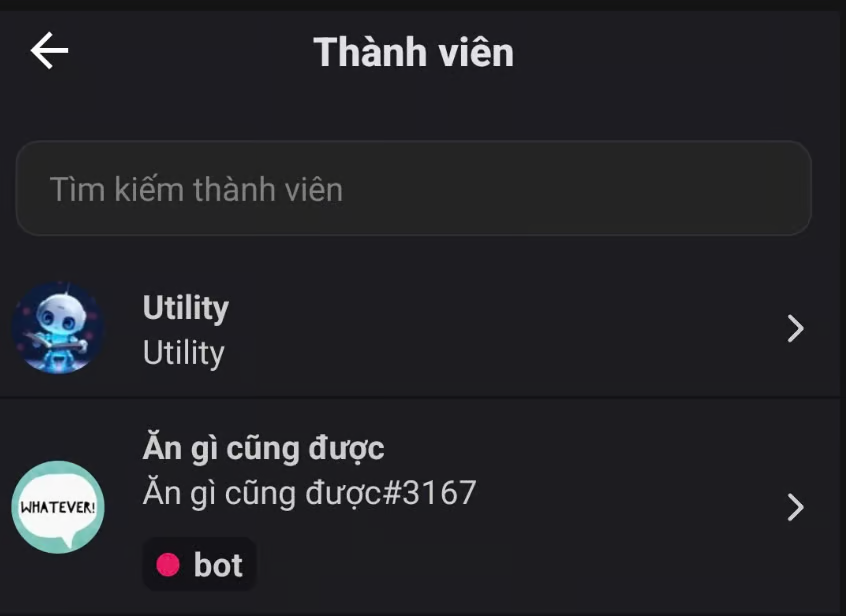 Thành viên
Tìm kiếm thành viên
Utility
Utility
Ăn gì cũng được
Ăn gì cũng được#3167
WHATEVER!
bot